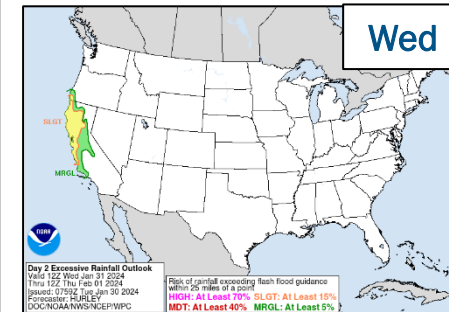 Wed
SLGT
MRGL
NOAA
Day 2 Excessive Rainfall Outlook
Valid 12Z Wed Jan 31 2024
Thru 12Z Thu Feb 01 2024
Issued: 0759Z Tue Jan 30 2024
Forecaster: HURLEY
DOC/NOAA/NWS/NCEP/WPC
Risk of rainfall exceeding flash flood guidance
within 25 miles of a point
HIGH: At Least 70% SLGT: At Least 15%
MDT: At Least 40% MRGL: At Least 5%